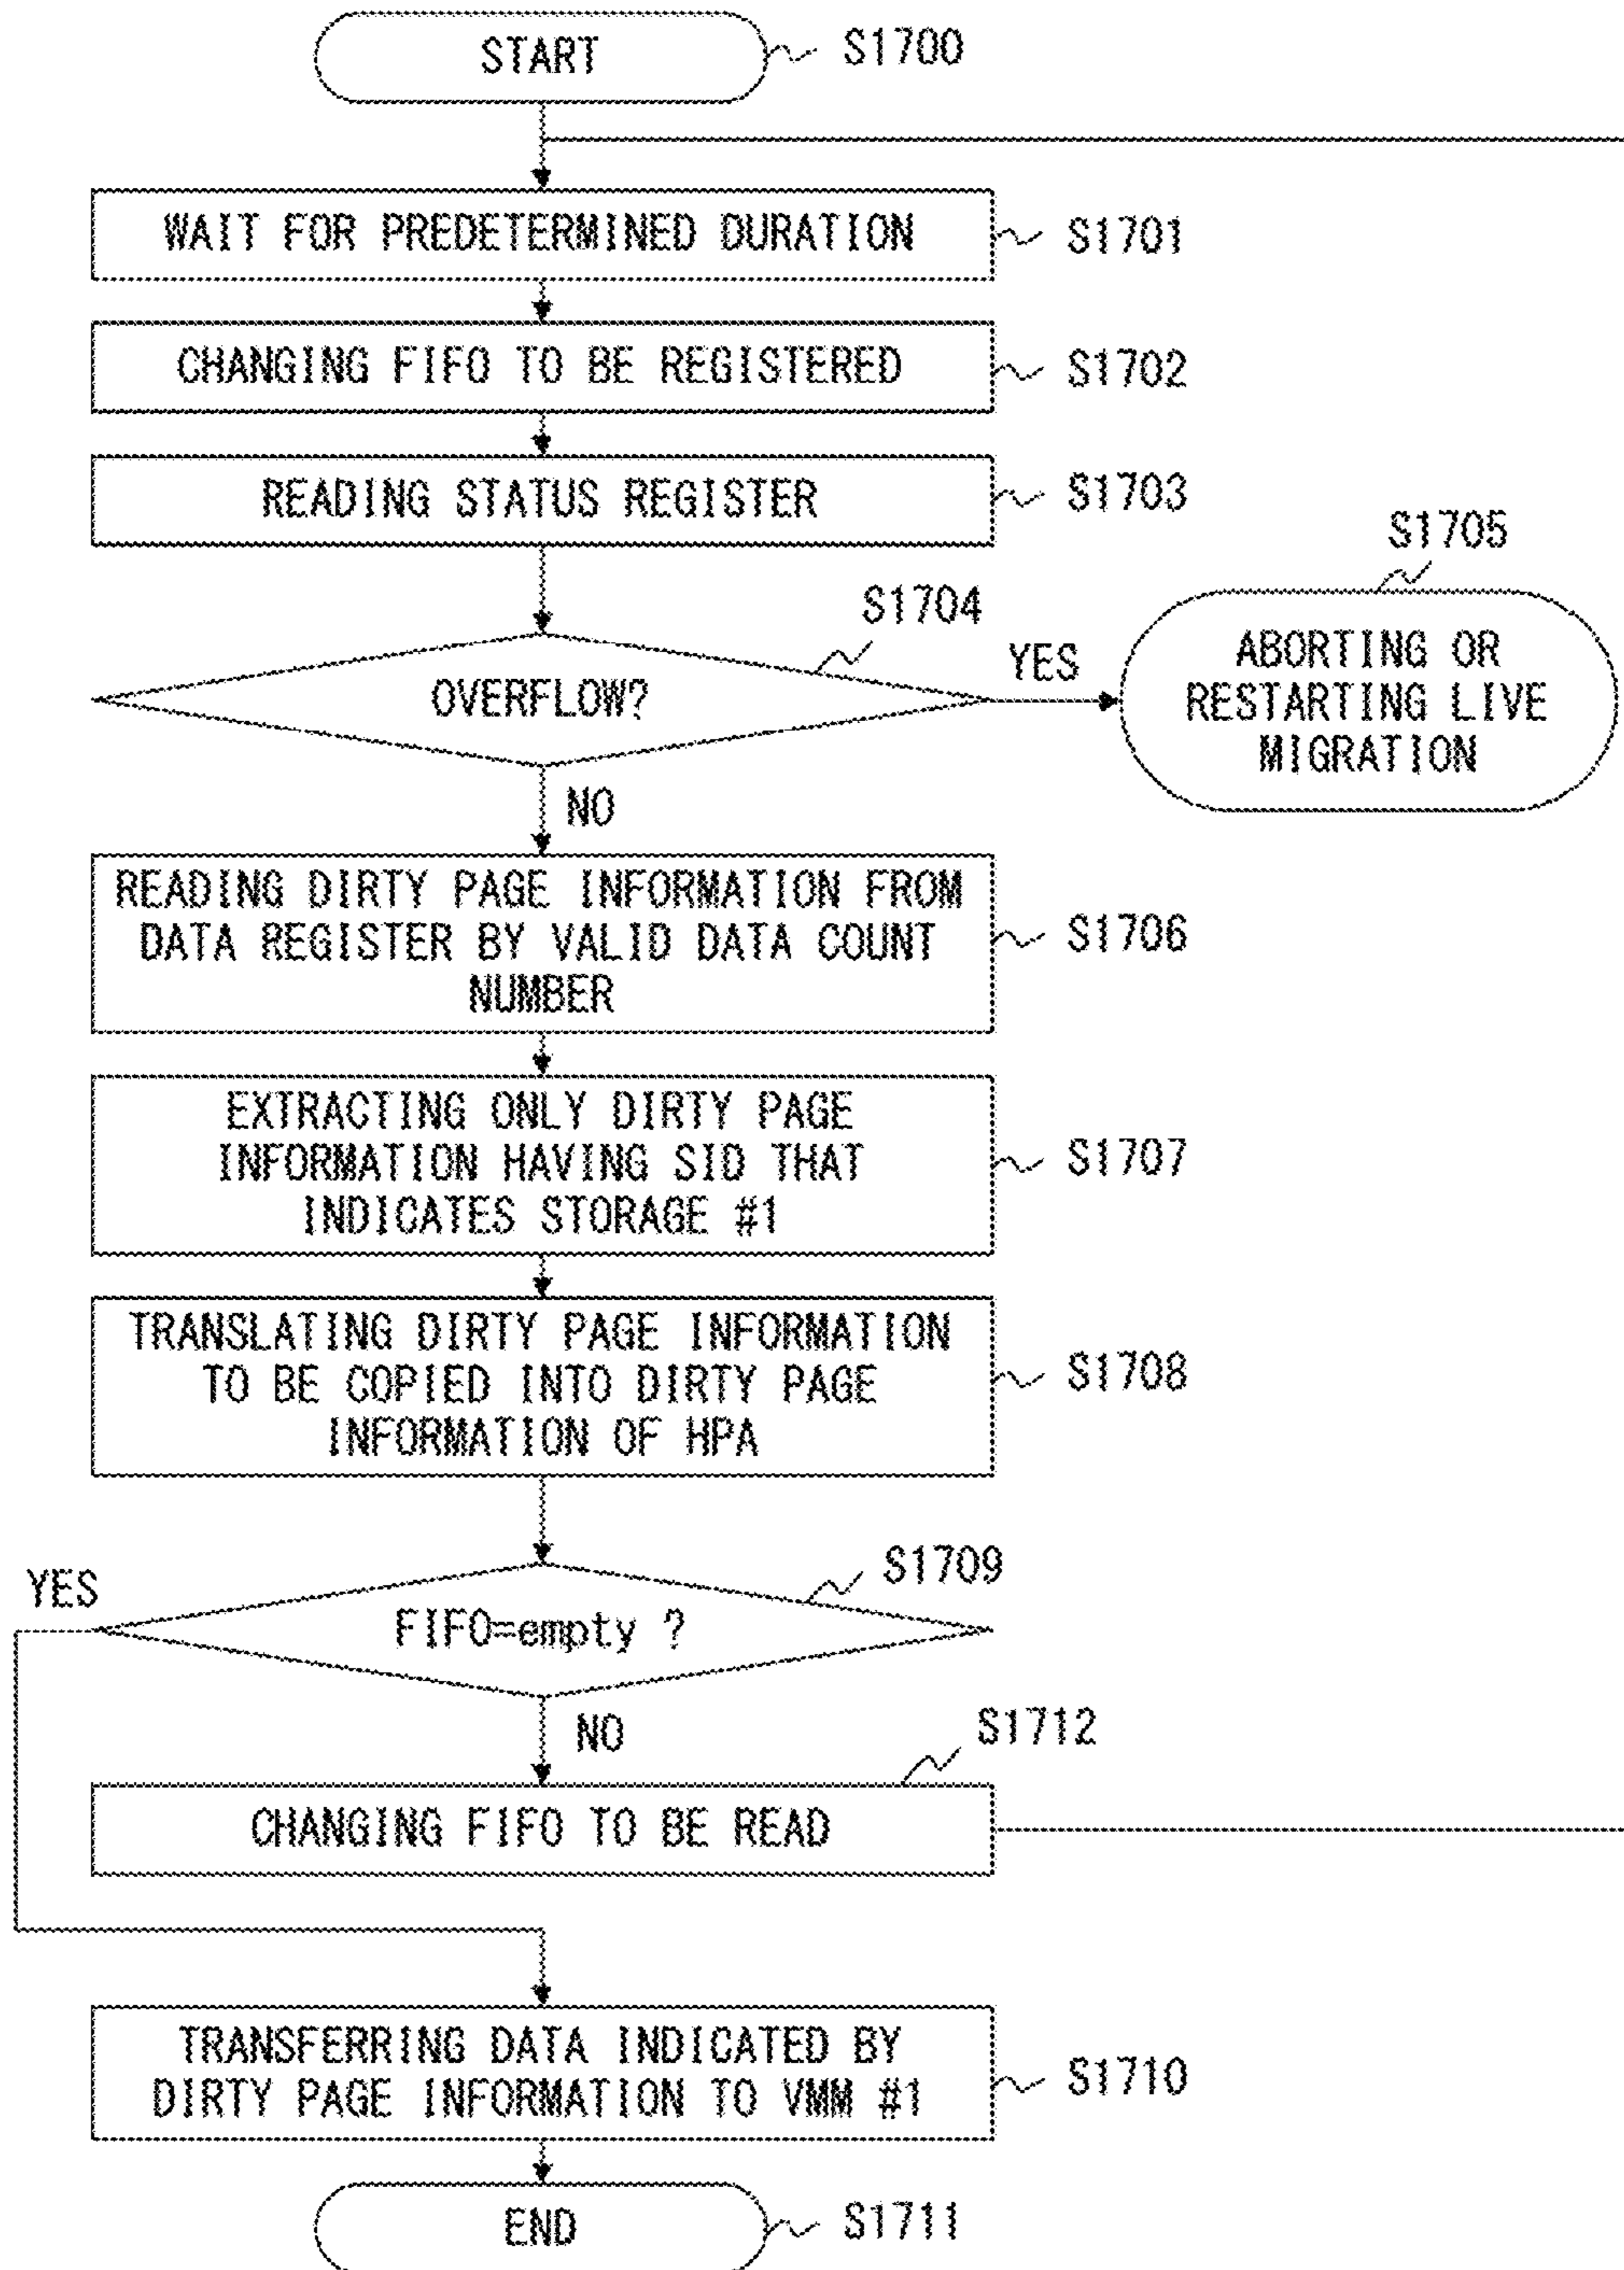 START
S1700
WAIT FOR PREDETERMINED DURATION
S1701
CHANGING FIFO TO BE REGISTERED
S1702
READING STATUS REGISTER
S1703
S1704
OVERFLOW?
YES
S1705
ABORTING OR
RESTARTING LIVE
MIGRATION
NO
READING DIRTY PAGE INFORMATION FROM
DATA REGISTER BY VALID DATA COUNT
NUMBER
S1706
EXTRACTING ONLY DIRTY PAGE
INFORMATION HAVING SID THAT
INDICATES STORAGE #1
S1707
TRANSLATING DIRTY PAGE INFORMATION
TO BE COPIED INTO DIRTY PAGE
INFORMATION OF HPA
S1708
YES
S1709
FIFO=empty ?
NO
S1712
CHANGING FIFO TO BE READ
TRANSFERRING DATA INDICATED BY
DIRTY PAGE INFORMATION TO VMM #1
S1710
END
S1711